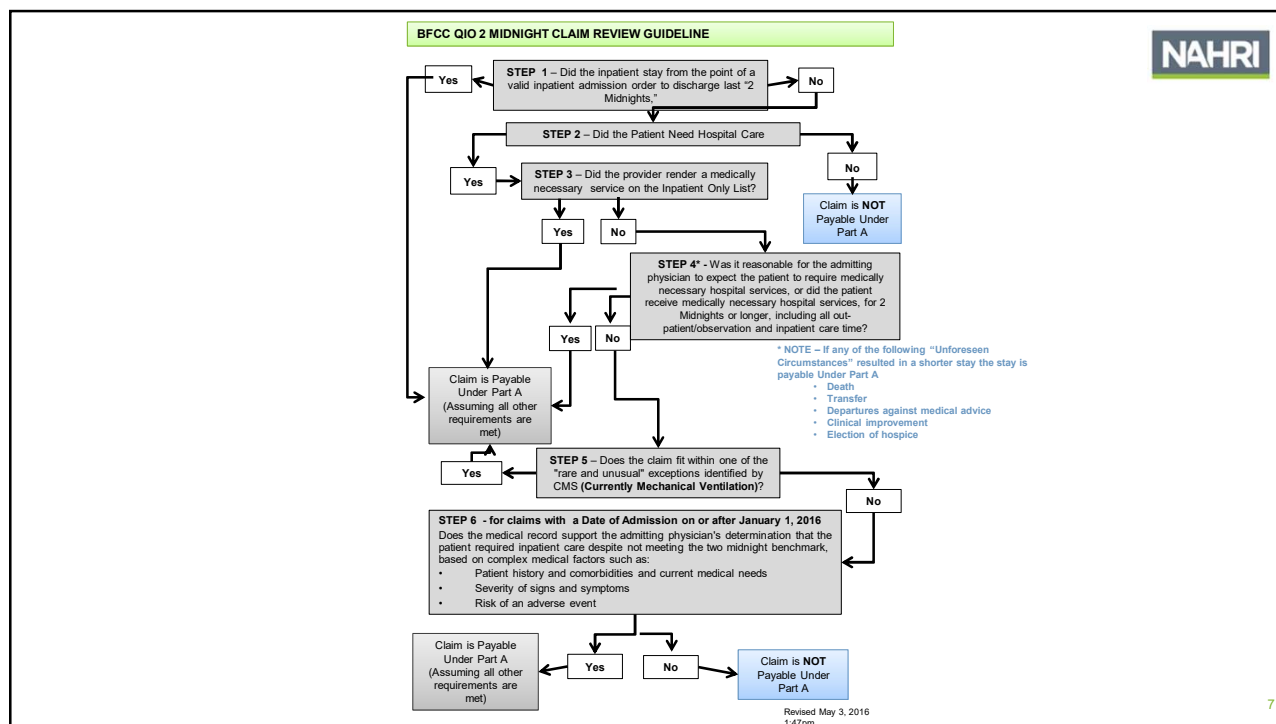 BFCC QIO 2 MIDNIGHT CLAIM REVIEW GUIDELINE
NAHRI
Yes
STEP 1 – Did the inpatient stay from the point of a
valid inpatient admission order to discharge last “2
Midnights,”
No
STEP 2 – Did the Patient Need Hospital Care
Yes
No
STEP 3 – Did the provider render a medically
necessary service on the Inpatient Only List?
Claim is NOT
Payable Under
Part A
Yes
No
STEP 4* - Was it reasonable for the admitting
physician to expect the patient to require medically
necessary hospital services, or did the patient
receive medically necessary hospital services, for 2
Midnights or longer, including all out-
patient/observation and inpatient care time?
Yes
No
* NOTE – If any of the following “Unforeseen
Circumstances” resulted in a shorter stay the stay is
payable Under Part A
• Death
• Transfer
• Departures against medical advice
• Clinical improvement
• Election of hospice
Claim is Payable
Under Part A
(Assuming all other
requirements are
met)
Yes
STEP 5 – Does the claim fit within one of the
"rare and unusual" exceptions identified by
CMS (Currently Mechanical Ventilation)?
No
STEP 6 - for claims with a Date of Admission on or after January 1, 2016
Does the medical record support the admitting physician's determination that the
patient required inpatient care despite not meeting the two midnight benchmark,
based on complex medical factors such as:
• Patient history and comorbidities and current medical needs
• Severity of signs and symptoms
• Risk of an adverse event
Claim is Payable
Under Part A
(Assuming all other
requirements are
met)
Yes
No
Claim is NOT
Payable Under
Part A
Revised May 3, 2016
1:47pm
7